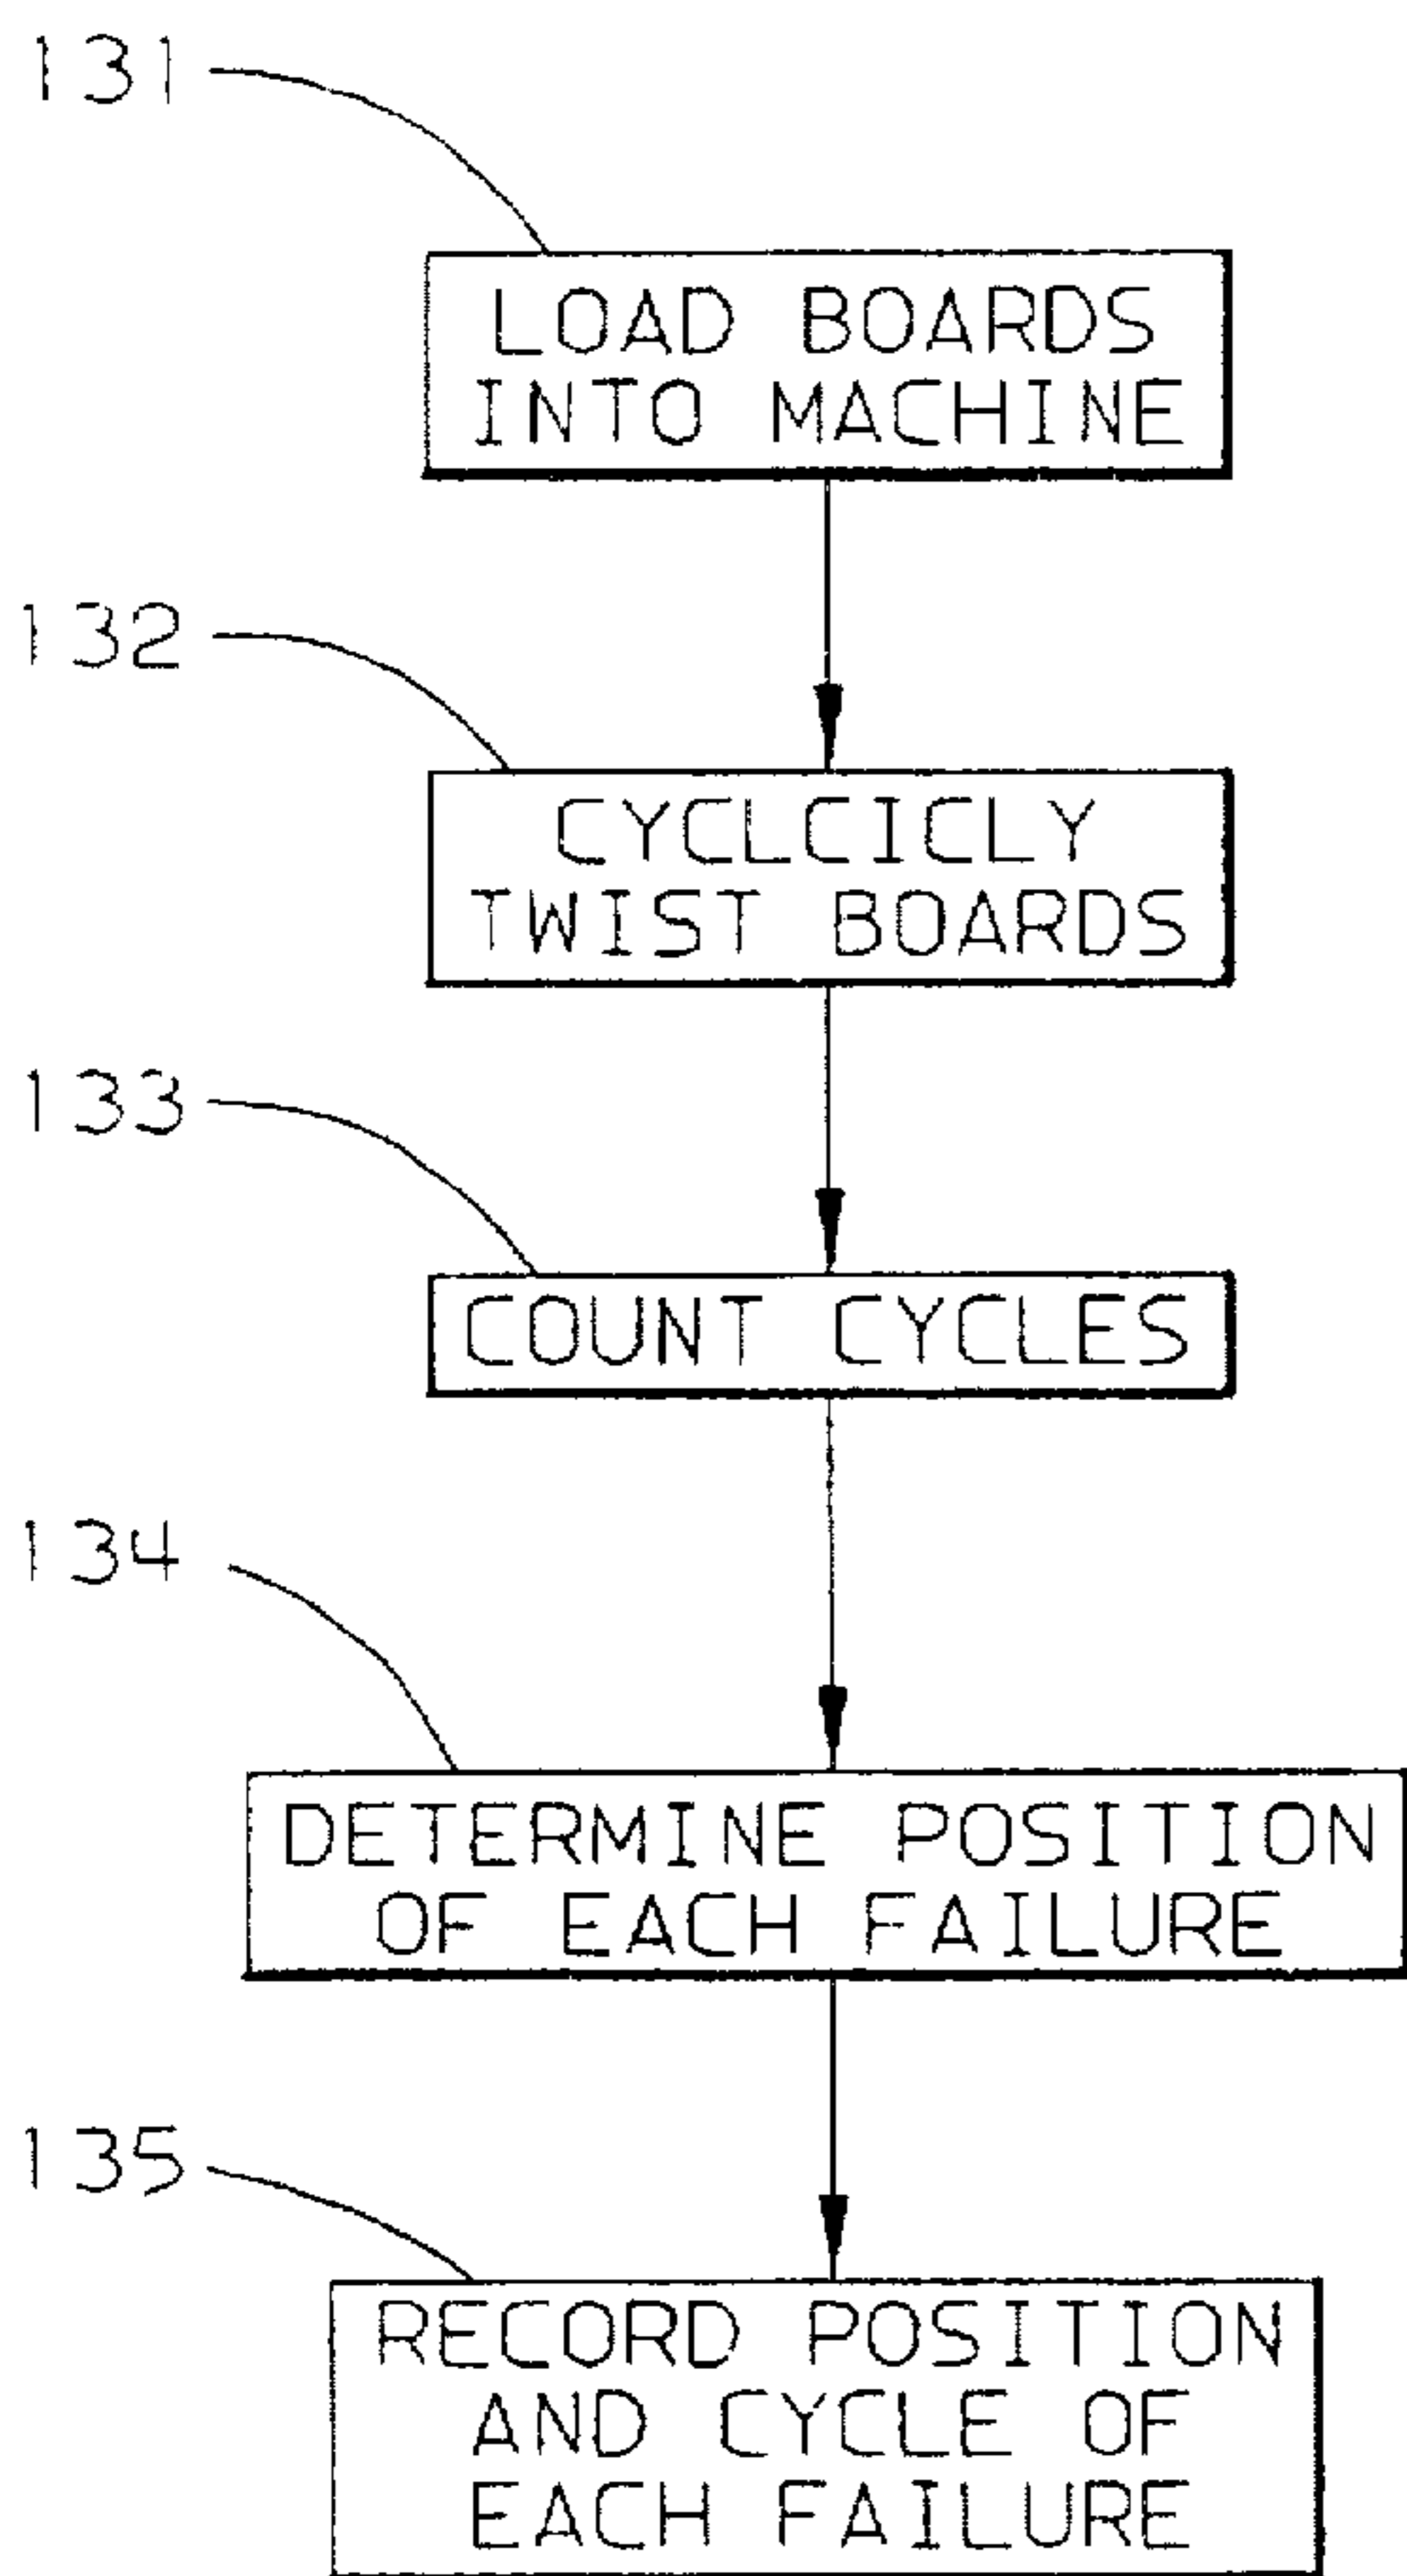 131
LOAD BOARDS
INTO MACHINE
132
CYCLCICLY
TWIST BOARDS
133
COUNT CYCLES
134
DETERMINE POSITION
OF EACH FAILURE
135
RECORD POSITION
AND CYCLE OF
EACH FAILURE